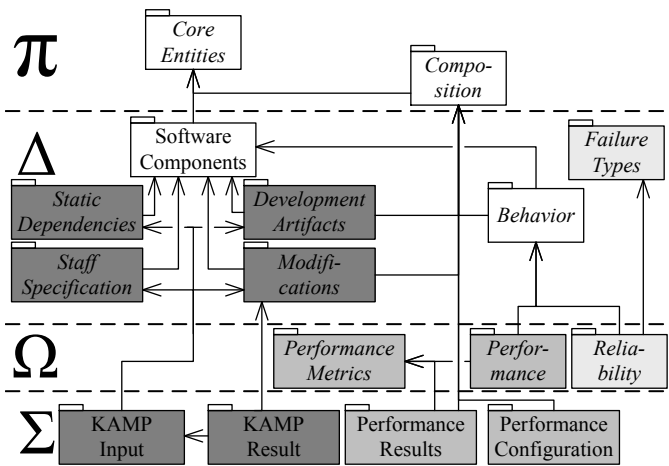 π
Core
Entities
Compo-
sition
Δ
Software
Components
Failure
Types
Static
Dependencies
Development
Artifacts
Behavior
Staff
Specification
Modifi-
cations
Ω
Performance
Metrics
Perfor-
mance
Relia-
bility
Σ
KAMP
Input
KAMP
Result
Performance
Results
Performance
Configuration